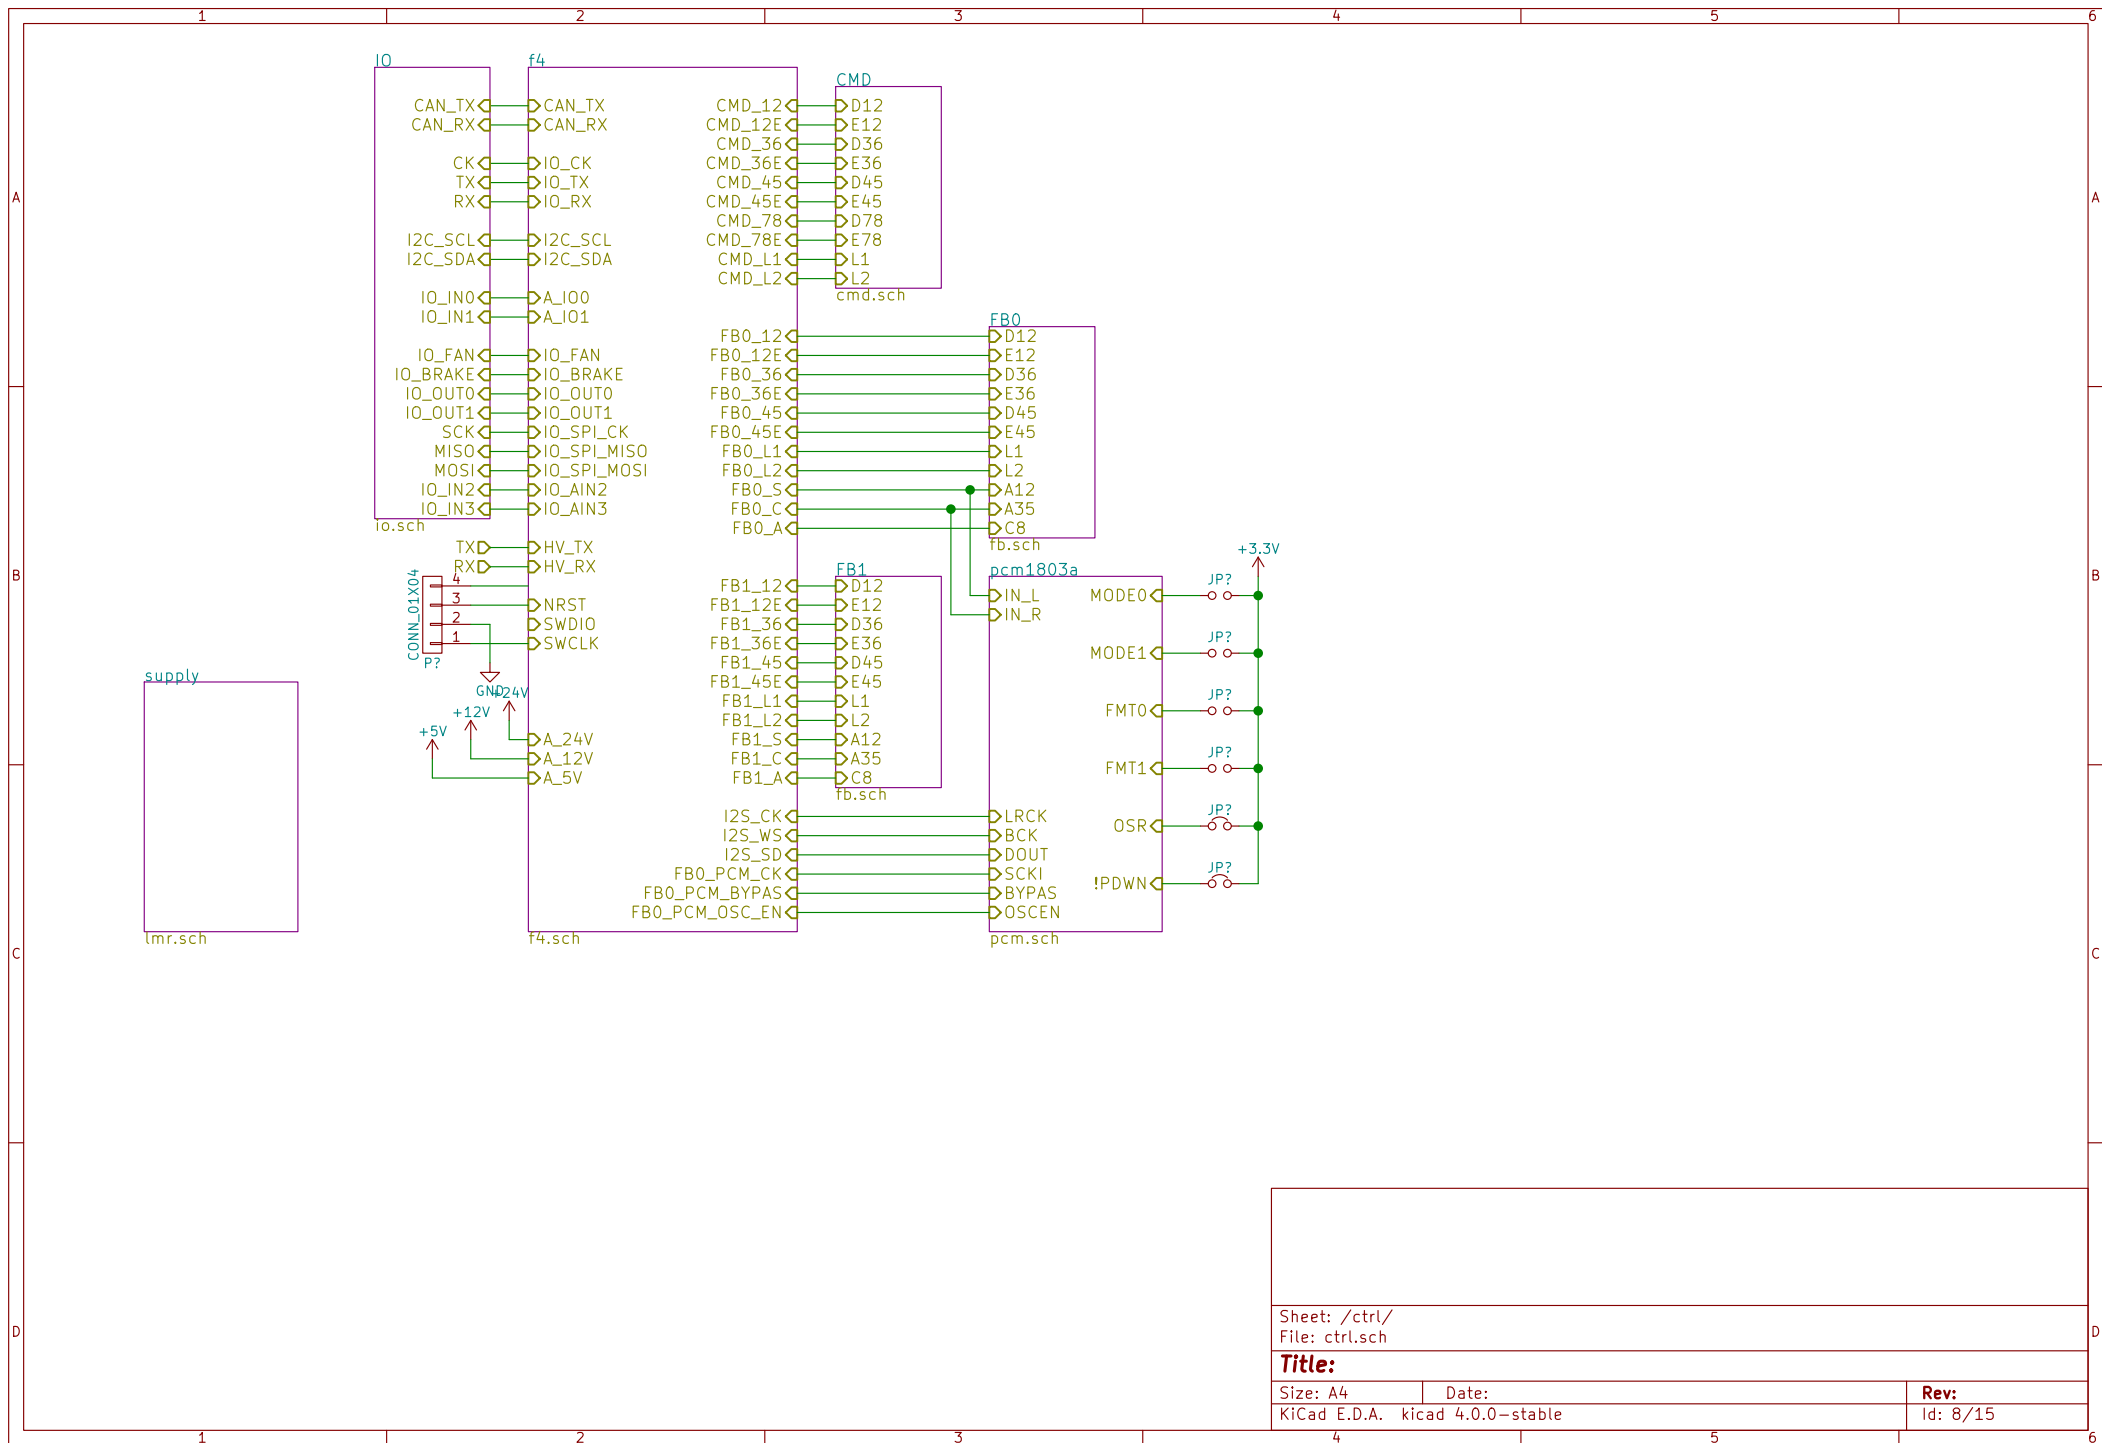 1 2 3 4 5 6
A A
B B
C C
D D
IO
CAN_TX
CAN_RX
CK
TX
RX
I2C_SCL
I2C_SDA
IO_IN0
IO_IN1
IO_FAN
IO_BRAKE
IO_OUT0
IO_OUT1
SCK
MISO
MOSI
IO_IN2
IO_IN3
io.sch
TX
RX
4
3
2
1
CONN_01X04
P?
GND
+24V
+12V
+5V
supply
lmr.sch
f4
CAN_TX
CAN_RX
IO_CK
IO_TX
IO_RX
I2C_SCL
I2C_SDA
A_IO0
A_IO1
IO_FAN
IO_BRAKE
IO_OUT0
IO_OUT1
IO_SPI_CK
IO_SPI_MISO
IO_SPI_MOSI
IO_AIN2
IO_AIN3
HV_TX
HV_RX
NRST
SWDIO
SWCLK
A_24V
A_12V
A_5V
CMD_12
CMD_12E
CMD_36
CMD_36E
CMD_45
CMD_45E
CMD_78
CMD_78E
CMD_L1
CMD_L2
FB0_12
FB0_12E
FB0_36
FB0_36E
FB0_45
FB0_45E
FB0_L1
FB0_L2
FB0_S
FB0_C
FB0_A
FB1_12
FB1_12E
FB1_36
FB1_36E
FB1_45
FB1_45E
FB1_L1
FB1_L2
FB1_S
FB1_C
FB1_A
I2S_CK
I2S_WS
I2S_SD
FB0_PCM_CK
FB0_PCM_BYPAS
FB0_PCM_OSC_EN
f4.sch
CMD
D12
E12
D36
E36
D45
E45
D78
E78
L1
L2
cmd.sch
FB0
D12
E12
D36
E36
D45
E45
L1
L2
A12
A35
C8
fb.sch
FB1
D12
E12
D36
E36
D45
E45
L1
L2
A12
A35
C8
fb.sch
pcm1803a
IN_L
IN_R
LRCK
BCK
DOUT
SCKI
BYPAS
OSCEN
MODE0
MODE1
FMT0
FMT1
OSR
!PDWN
pcm.sch
+3.3V
JP?
JP?
JP?
JP?
JP?
JP?
Sheet: /ctrl/
File: ctrl.sch
Title:
Size: A4 Date: Rev:
KiCad E.D.A. kicad 4.0.0-stable Id: 8/15
1 2 3 4 5 6